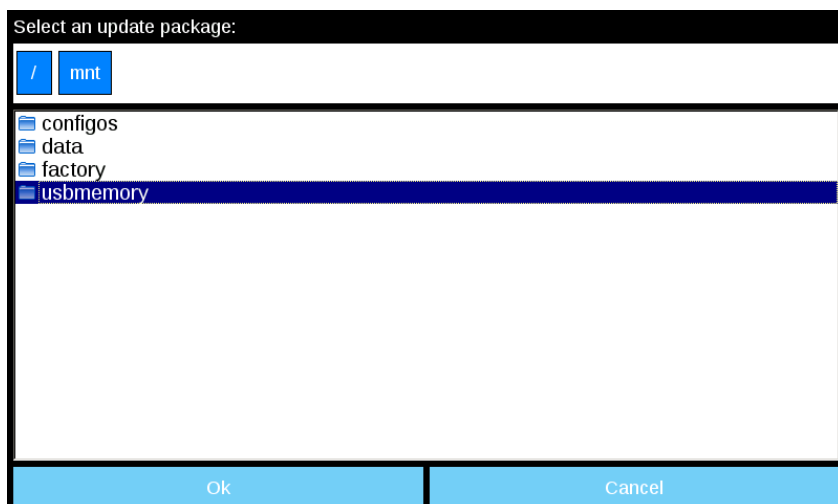 Select an update package:
/ mnt
configos
data
factory
usbmemory
Ok Cancel